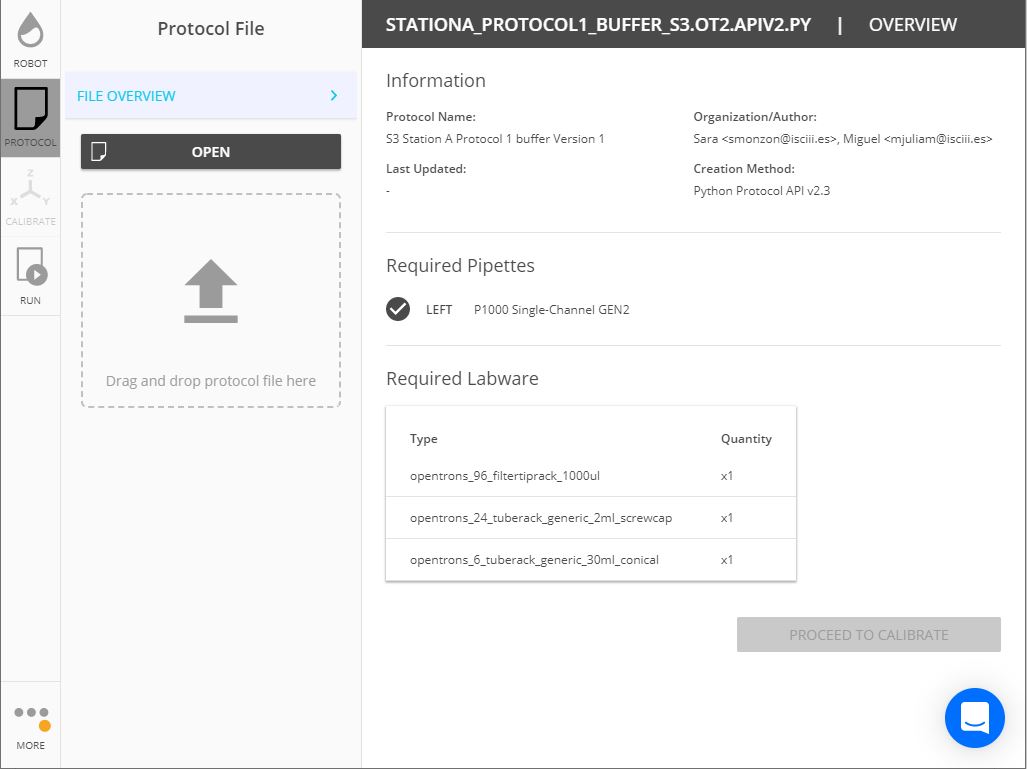 ROBOT
PROTOCOL
Z
X Y
CALIBRATE
RUN
MORE
Protocol File
FILE OVERVIEW
OPEN
Drag and drop protocol file here
STATIONA_PROTOCOL1_BUFFER_S3.OT2.APIV2.PY | OVERVIEW
Information
Protocol Name: Organization/Author:
S3 Station A Protocol 1 buffer Version 1 Sara <smonzon@isciii.es>, Miguel <mjuliam@isciii.es>
Last Updated: Creation Method:
- Python Protocol API v2.3
Required Pipettes
LEFT P1000 Single-Channel GEN2
Required Labware
Type Quantity
opentrons_96_filtertiprack_1000ul x1
opentrons_24_tuberack_generic_2ml_screwcap x1
opentrons_6_tuberack_generic_30ml_conical x1
PROCEED TO CALIBRATE